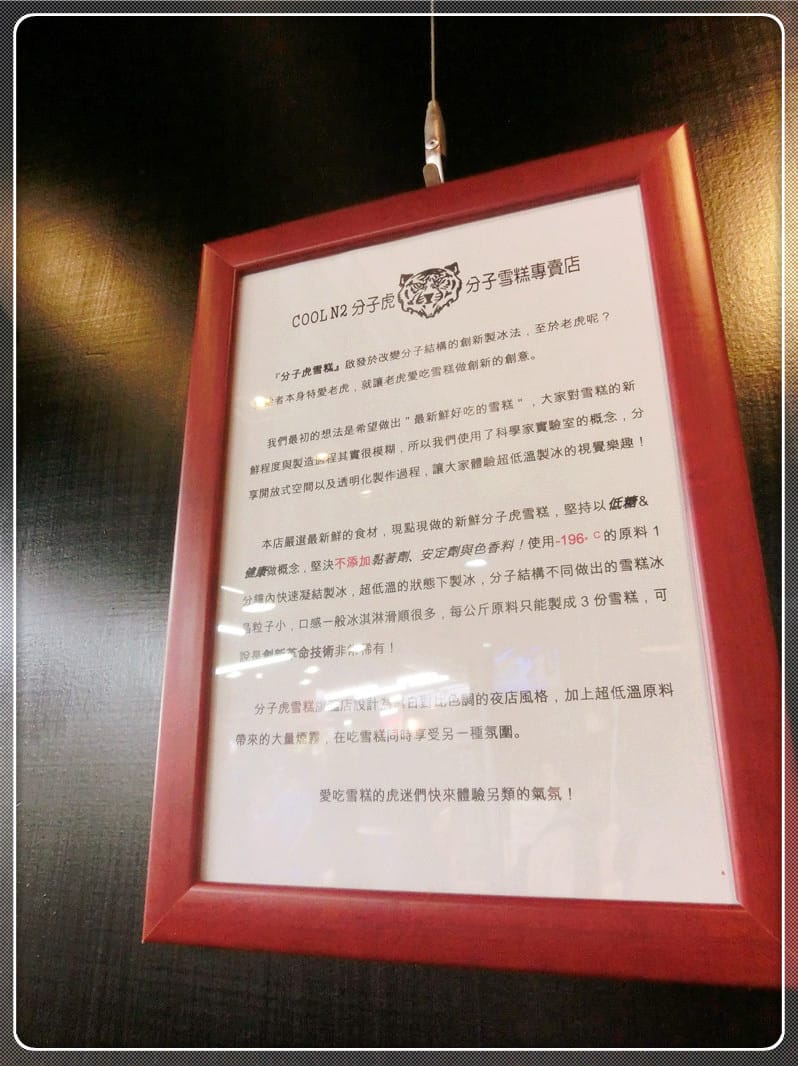 COOL N2 分子虎 分子雪糕專賣店
『分子虎雪糕』啟發於改變分子結構的創新製冰法，至於老虎呢？
者本身特愛老虎，就讓老虎愛吃雪糕做創新的創意。
我們最初的想法是希望做出"最新鮮好吃的雪糕"，大家對雪糕的新
鮮程度與製造過程其實很模糊，所以我們使用了科學家實驗室的概念，分
享開放式空間以及透明化製作過程，讓大家體驗超低溫製冰的視覺樂趣！
本店嚴選最新鮮的食材，現點現做的新鮮分子虎雪糕，堅持以低糖&
健康做概念，堅決不添加黏著劑、安定劑與色香料！使用-196。C的原料1
分鐘內快速凝結製冰，超低溫的狀態下製冰，分子結構不同做出的雪糕冰
晶粒子小，口感一般冰淇淋滑順很多，每公斤原料只能製成3份雪糕，可
說是創新革命技術非常稀有！
分子虎雪糕店設計為對比色調的夜店風格，加上超低溫原料
帶來的大量煙霧，在吃雪糕同時享受另一種氛圍。
愛吃雪糕的虎迷們快來體驗另類的氣氛！